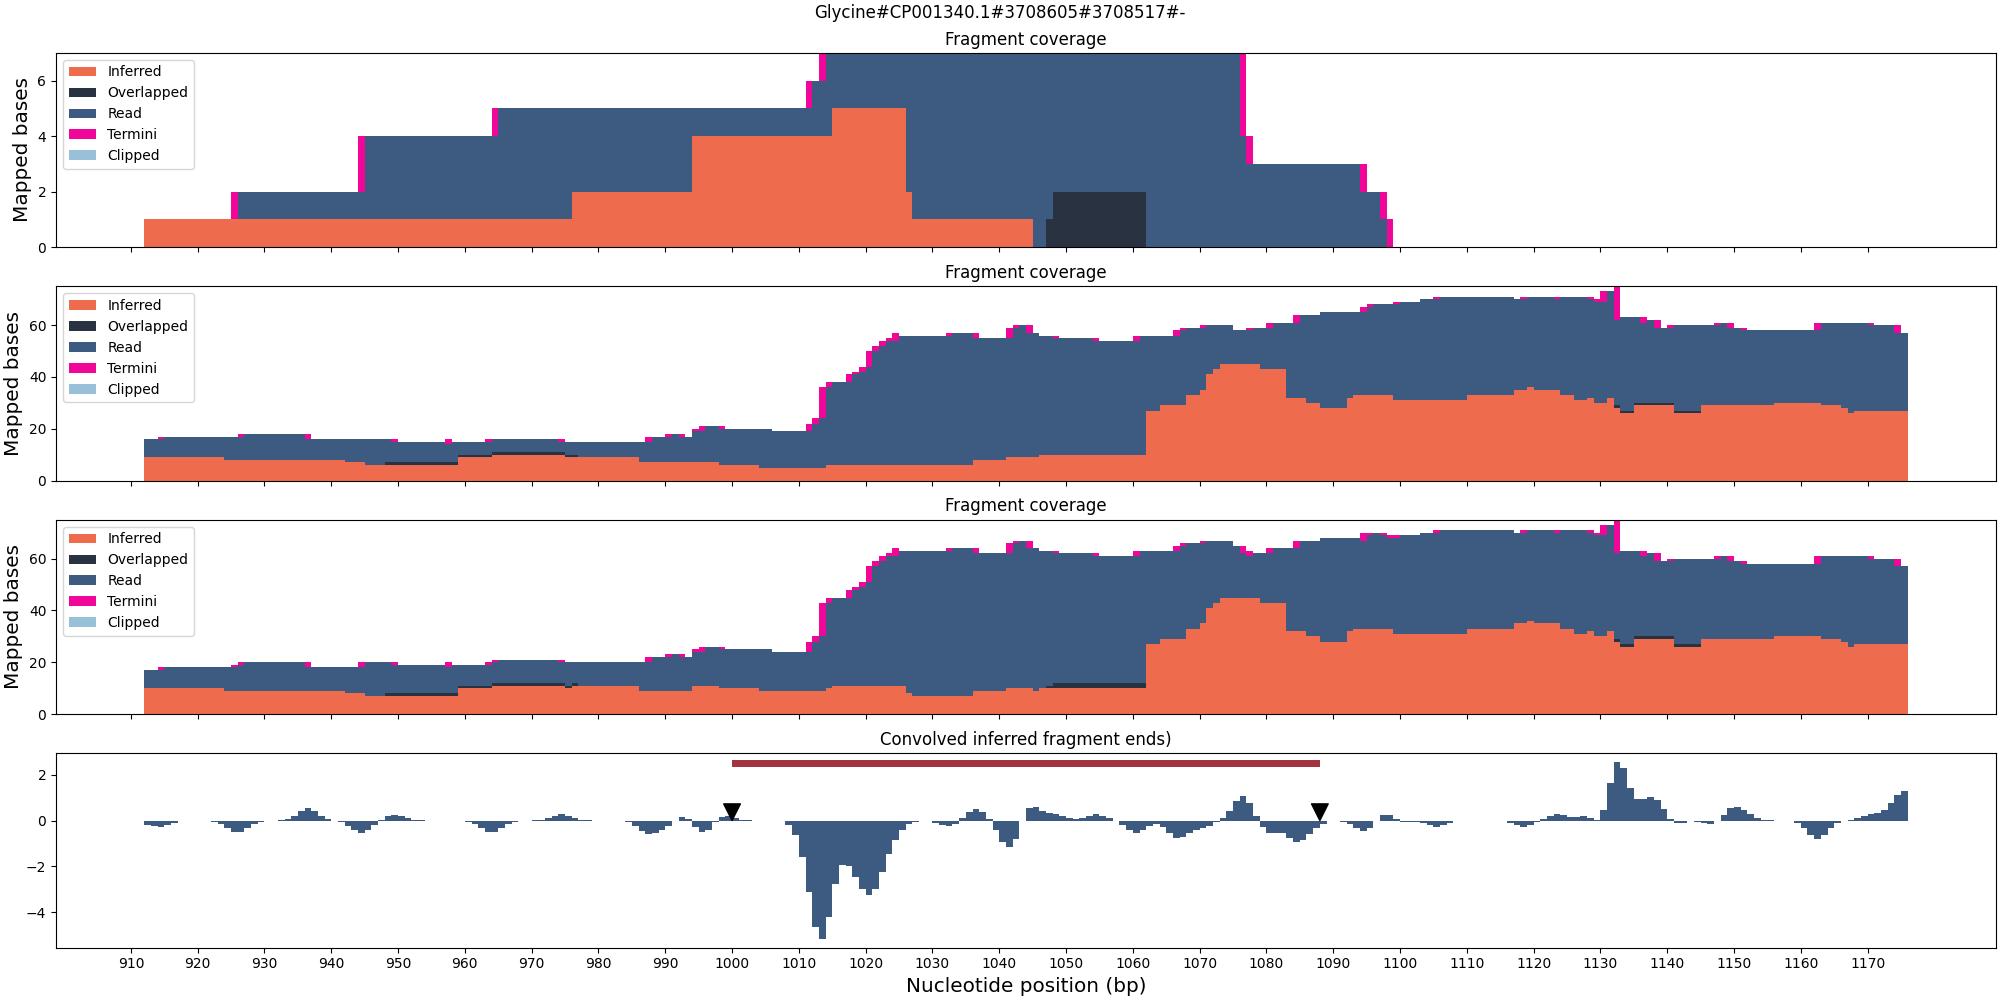 Glycine#CP001340.1#3708605#3708517#-
Fragment coverage
Mapped bases
6
4
2
0
Inferred
Overlapped
Read
Termini
Clipped
Fragment coverage
Mapped bases
60
40
20
0
Inferred
Overlapped
Read
Termini
Clipped
Fragment coverage
Mapped bases
60
40
20
0
Inferred
Overlapped
Read
Termini
Clipped
Convolved inferred fragment ends)
2
0
−2
−4
910 920 930 940 950 960 970 980 990 1000 1010 1020 1030 1040 1050 1060 1070 1080 1090 1100 1110 1120 1130 1140 1150 1160 1170
Nucleotide position (bp)